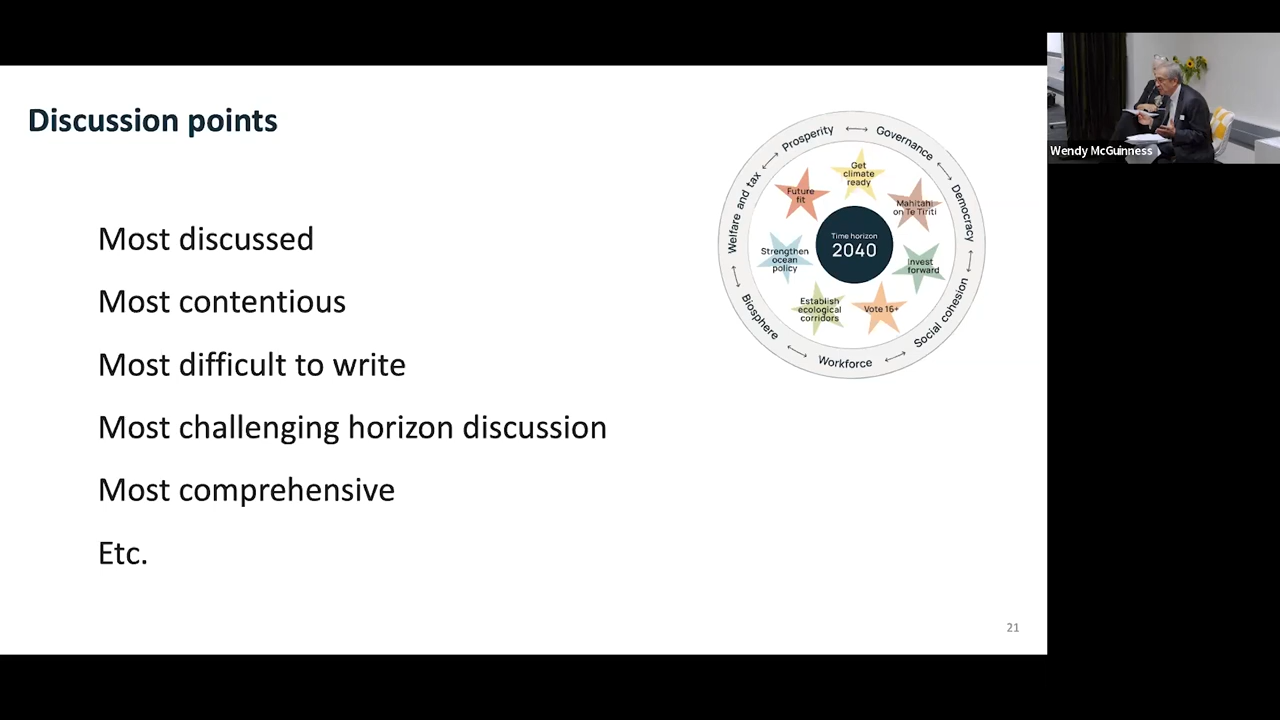 Discussion points
Most discussed
Most contentious
Most difficult to write
Most challenging horizon discussion
Most comprehensive
Etc.
Prosperity
Governance
Democracy
Social cohesion
Workforce
Biosphere
Welfare and tax
Get
climate
ready
Mahitahi
on Te Tiriti
Invest
forward
Vote 16+
Establish
ecological
corridors
Strengthen
ocean
policy
Future
fit
Time horizon
2040
21
Wendy McGuinness